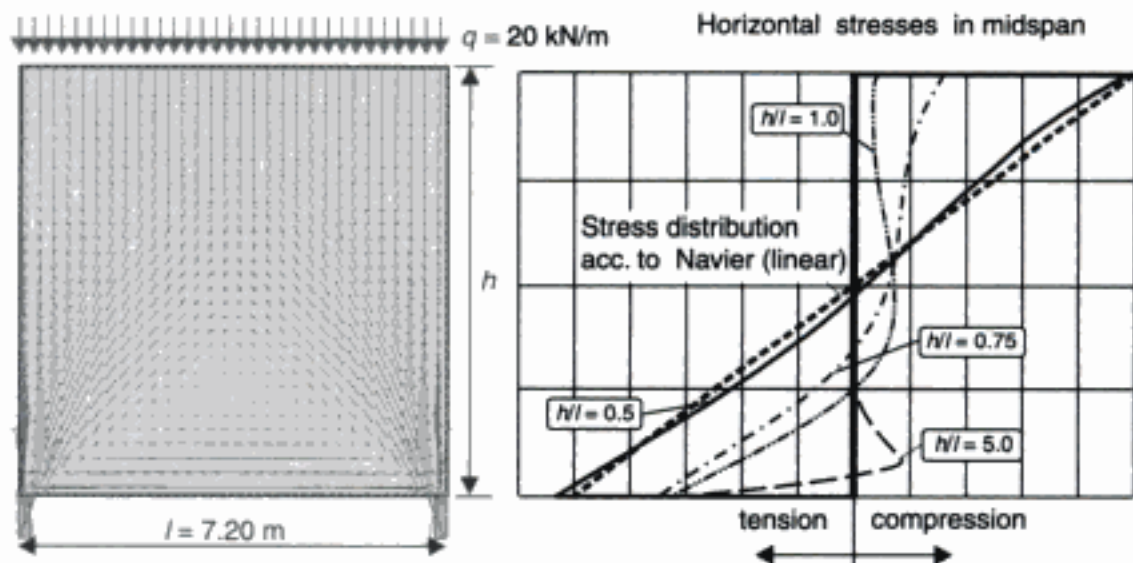 q = 20 kN/m
Horizontal stresses in midspan
h/l = 1.0
Stress distribution
acc. to Navier (linear)
h
h/l = 0.75
h/l = 0.5
h/l = 5.0
l = 7.20 m
tension
compression